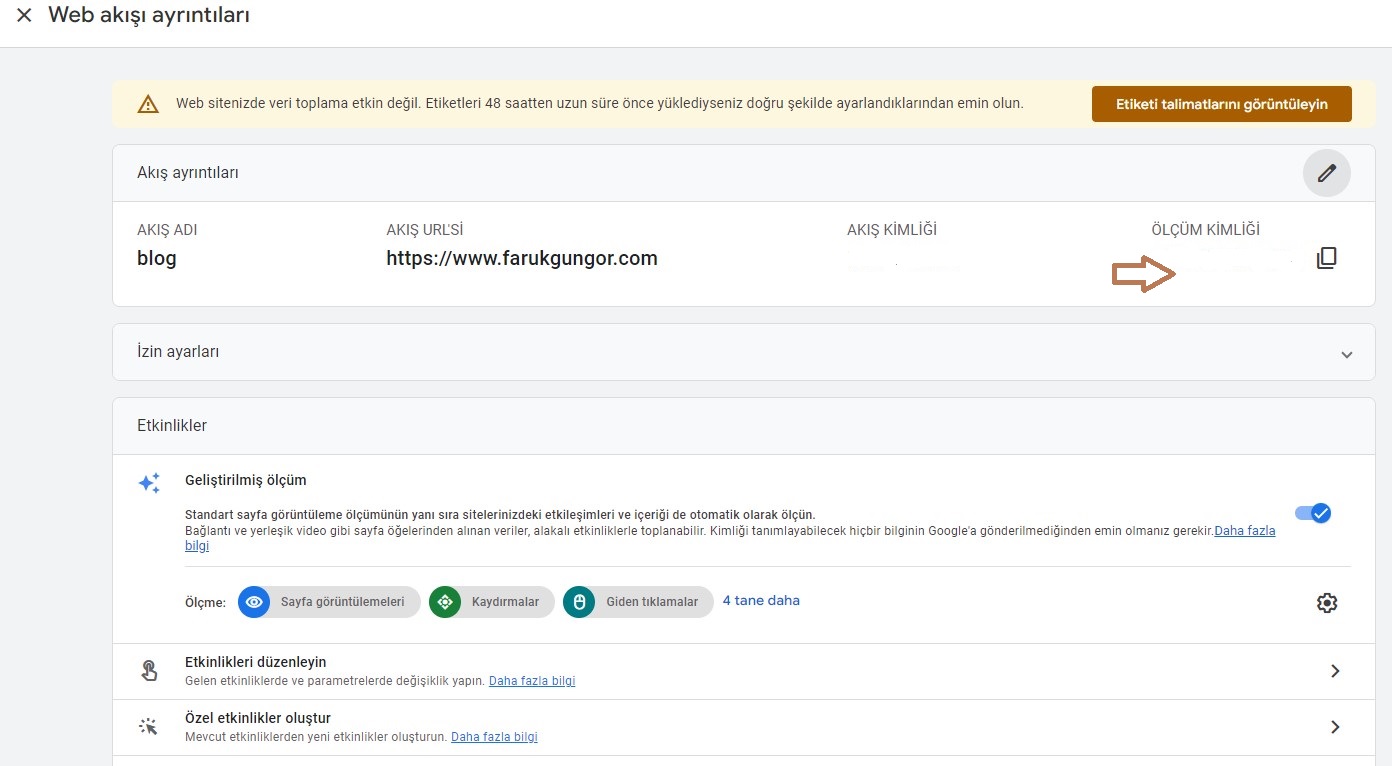 Web akışı ayrıntıları
Web sitenizde veri toplama etkin değil. Etiketleri 48 saatten uzun süre önce yüklediyseniz doğru şekilde ayarlandıklarından emin olun.
Etiketi talimatlarını görüntüleyin
Akış ayrıntıları
AKIŞ ADI
AKIŞ URL'Sİ
AKIŞ KİMLİĞİ
ÖLÇÜM KİMLİĞİ
blog
https://www.farukgungor.com
İzin ayarları
Etkinlikler
Geliştirilmiş ölçüm
Standart sayfa görüntüleme ölçümünün yanı sıra sitelerinizdeki etkileşimleri ve içeriği de otomatik olarak ölçün.
Bağlantı ve yerleşik video gibi sayfa öğelerinden alınan veriler, alakalı etkinliklerle toplanabilir. Kimliği tanımlayabilecek hiçbir bilginin Google'a gönderilmediğinden emin olmanız gerekir.Daha fazla
bilgi
Ölçme: Sayfa görüntülemeleri Kaydırmalar Giden tıklamalar 4 tane daha
Etkinlikleri düzenleyin
Gelen etkinliklerde ve parametrelerde değişiklik yapın. Daha fazla bilgi
Özel etkinlikler oluştur
Mevcut etkinliklerden yeni etkinlikler oluşturun. Daha fazla bilgi